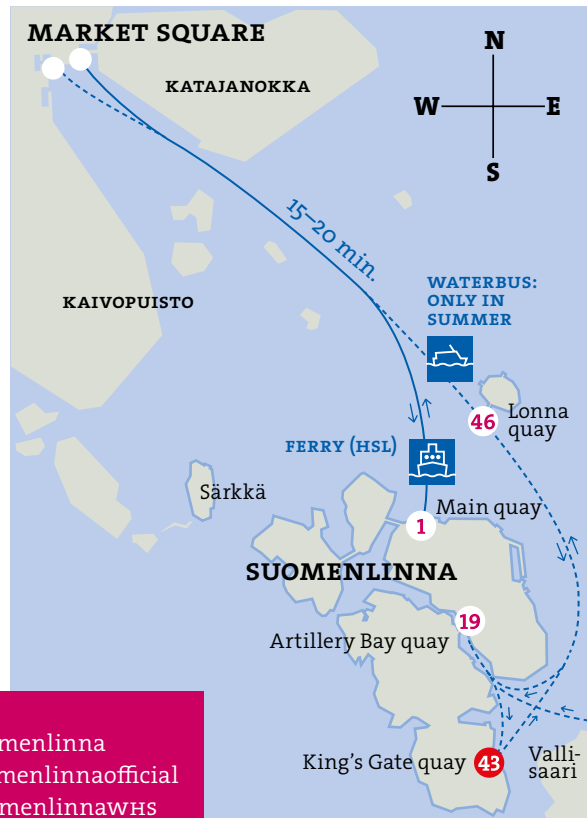 MARKET SQUARE
KATAJANOKKA
N
W
E
S
15–20 min.
KAIVOPUISTO
WATERBUS:
ONLY IN
SUMMER
46
Lonna
quay
FERRY (HSL)
Särkkä
Main quay
1
SUOMENLINNA
19
Artillery Bay quay
King's Gate quay
43
Valli-
saari
menlinna
menlinnaofficial
menlinnaWHS